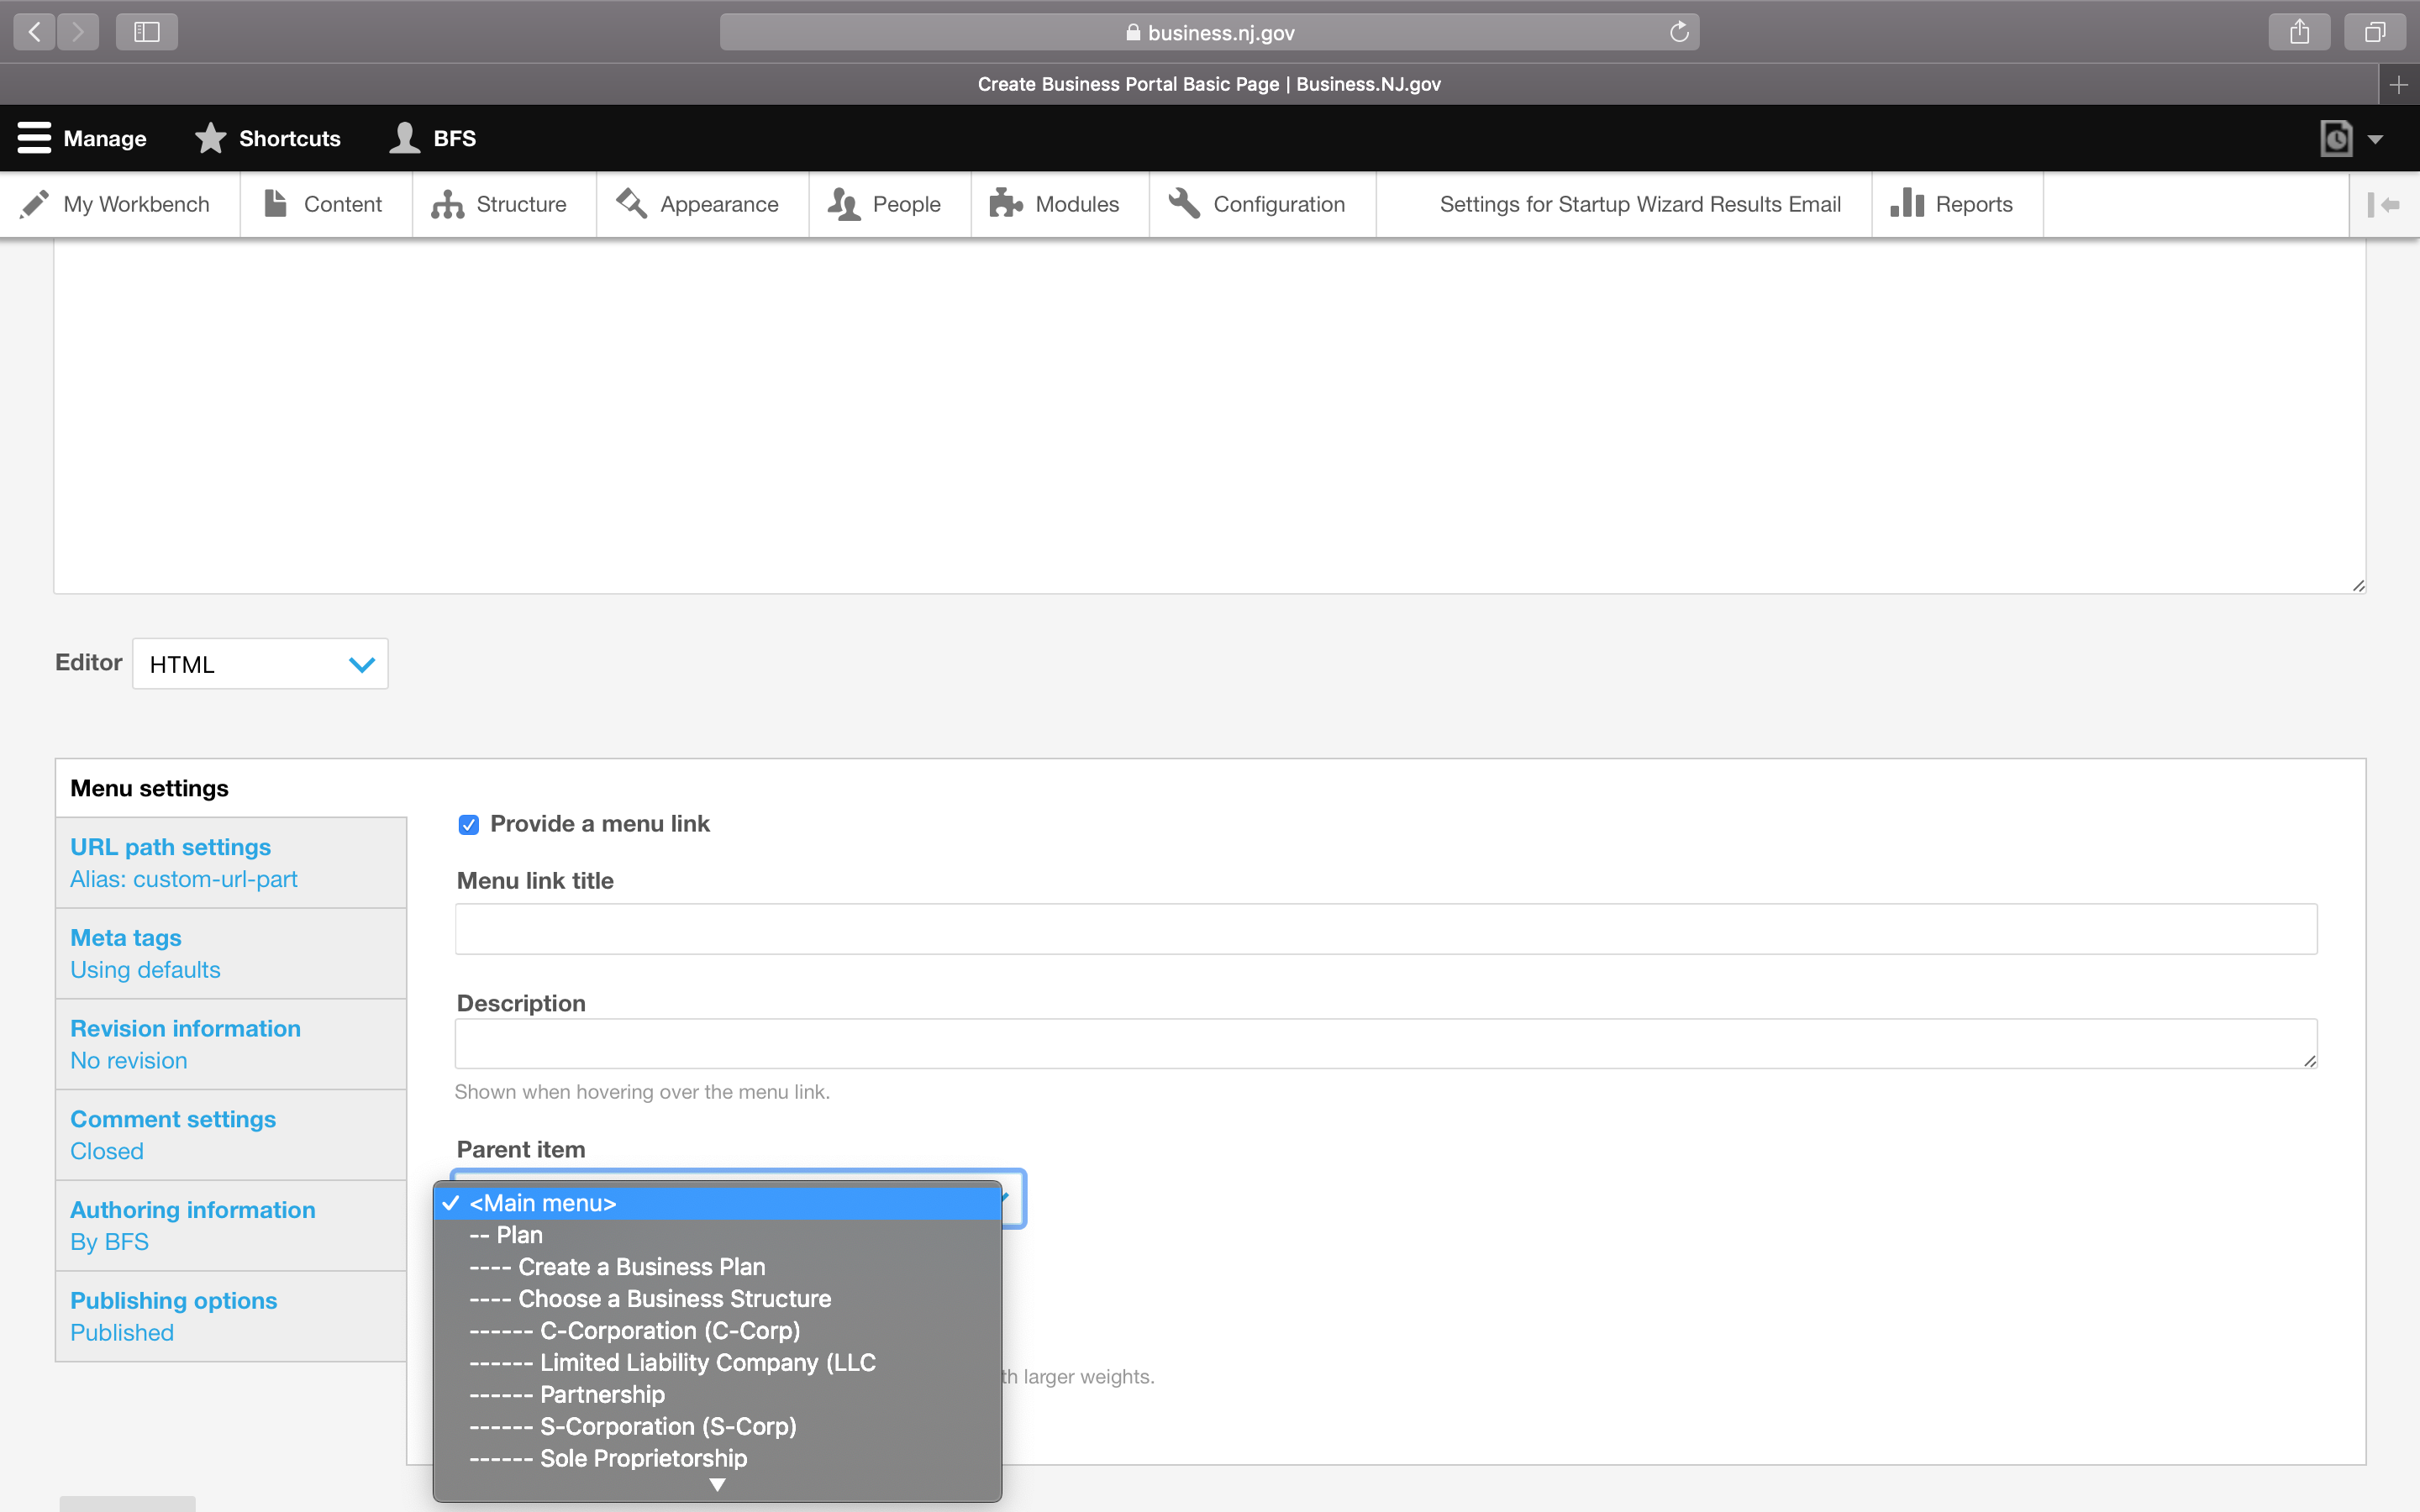 business.nj.gov
Create Business Portal Basic Page | Business.NJ.gov
Manage Shortcuts BFS
My Workbench Content Structure Appearance People Modules Configuration Settings for Startup Wizard Results Email Reports
Editor HTML
Menu settings
URL path settings
Alias: custom-url-part
Meta tags
Using defaults
Revision information
No revision
Comment settings
Closed
Authoring information
By BFS
Publishing options
Published
Provide a menu link
Menu link title
Description
Shown when hovering over the menu link.
Parent item
<Main menu>
-- Plan
---- Create a Business Plan
---- Choose a Business Structure
------ C-Corporation (C-Corp)
------ Limited Liability Company (LLC
------ Partnership
------ S-Corporation (S-Corp)
------ Sole Proprietorship
th larger weights.